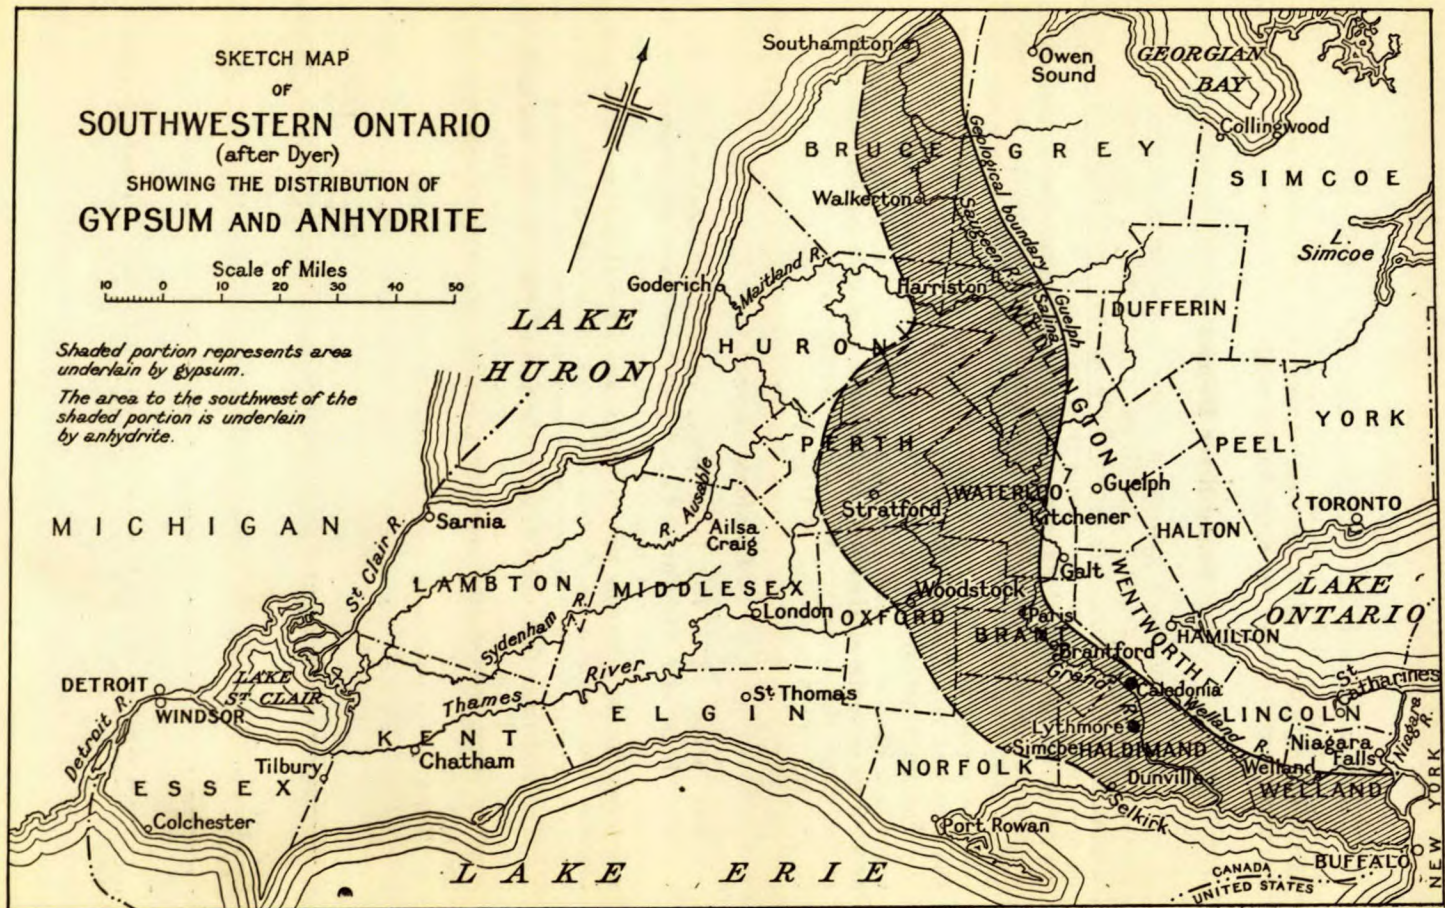 SKETCH MAP
OF
SOUTHWESTERN ONTARIO
(after Dyer)
SHOWING THE DISTRIBUTION OF
GYPSUM AND ANHYDRITE
Scale of Miles
10 0 10 20 30 40 50
Shaded portion represents area
underlain by gypsum.
The area to the southwest of the
shaded portion is underlain
by anhydrite.
Southampton
Owen
Sound
GEORGIAN
BAY
Collingwood
BRUCE
GREY
SIMCOE
Walkerton
Geological boundary
Saugeen R.
L.
Simcoe
Goderich
Maitland R.
Harriston
Salina
Guelph
DUFFERIN
LAKE
HURON
HURON
WELLINGTON
PERTH
PEEL
YORK
Stratford
WATERLOO
Guelph
Kitchener
HALTON
TORONTO
MICHIGAN
Sarnia
St. Clair R.
R. Ausable
Ailsa
Craig
Galt
LAMBTON
MIDDLESEX
Woodstock
WENTWORTH
LAKE
ONTARIO
London
OXFORD
Paris
BRANT
HAMILTON
Sydenham R.
Brantford
Grand R.
Caledonia
St.
Catharines
DETROIT
WINDSOR
LAKE
ST. CLAIR
Thames River
St. Thomas
Lythmore
Welland R.
LINCOLN
Niagara R.
Detroit R.
KENT
ELGIN
Simcoe
HALDIMAND
Niagara
Falls
Chatham
Tilbury
NORFOLK
Dunville
Welland
WELLAND
ESSEX
Selkirk
Colchester
Port Rowan
LAKE ERIE
BUFFALO
NEW YORK
CANADA
UNITED STATES